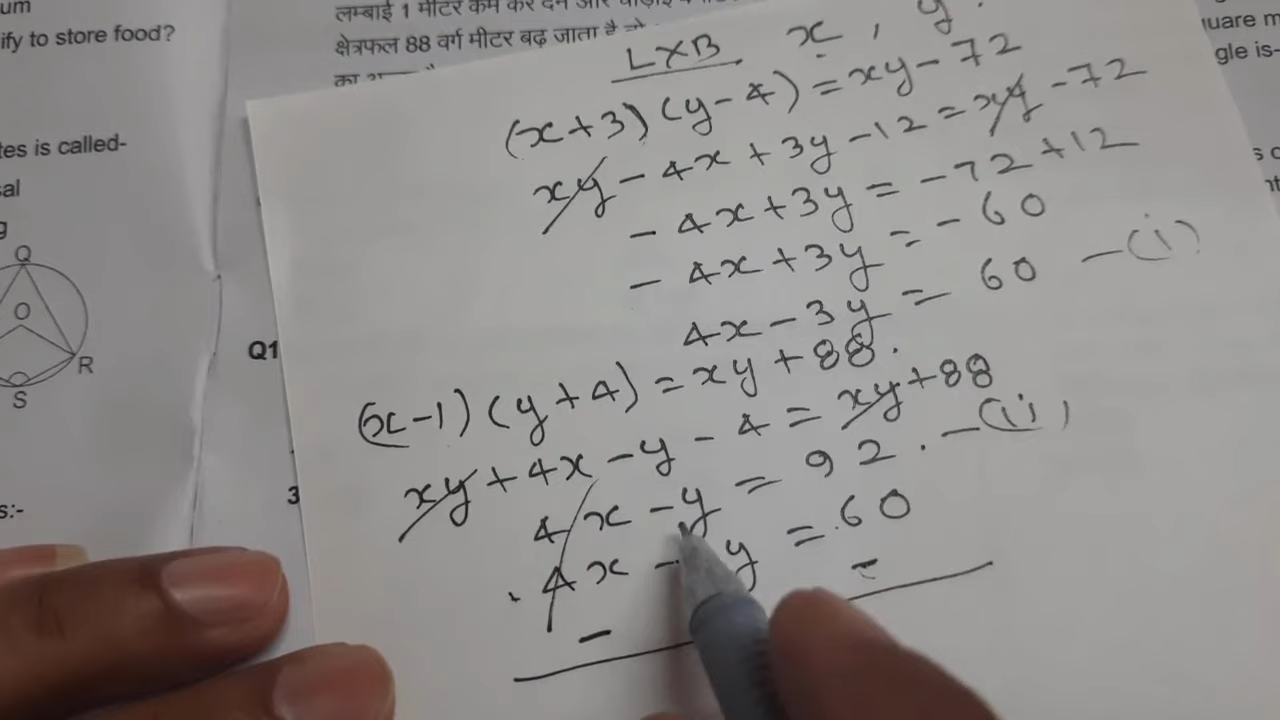 um
ify to store food?
tes is called-
al
g
Q
O
R
S
Q1
3
s:-
लम्बाई 1 मीटर कम कर देने और
क्षेत्रफल 88 वर्ग मीटर बढ़ जाता है
uare m
gle is-
L×B x, y
(x+3)(y-4)=xy-72
xy-4x+3y-12=xy-72
-4x+3y=-72+12
-4x+3y=-60
4x-3y=60 -(i)
(x-1)(y+4)=xy+88.
xy+4x-y-4=xy+88
4x-y=92. -(ii)
4x- y=60
- -